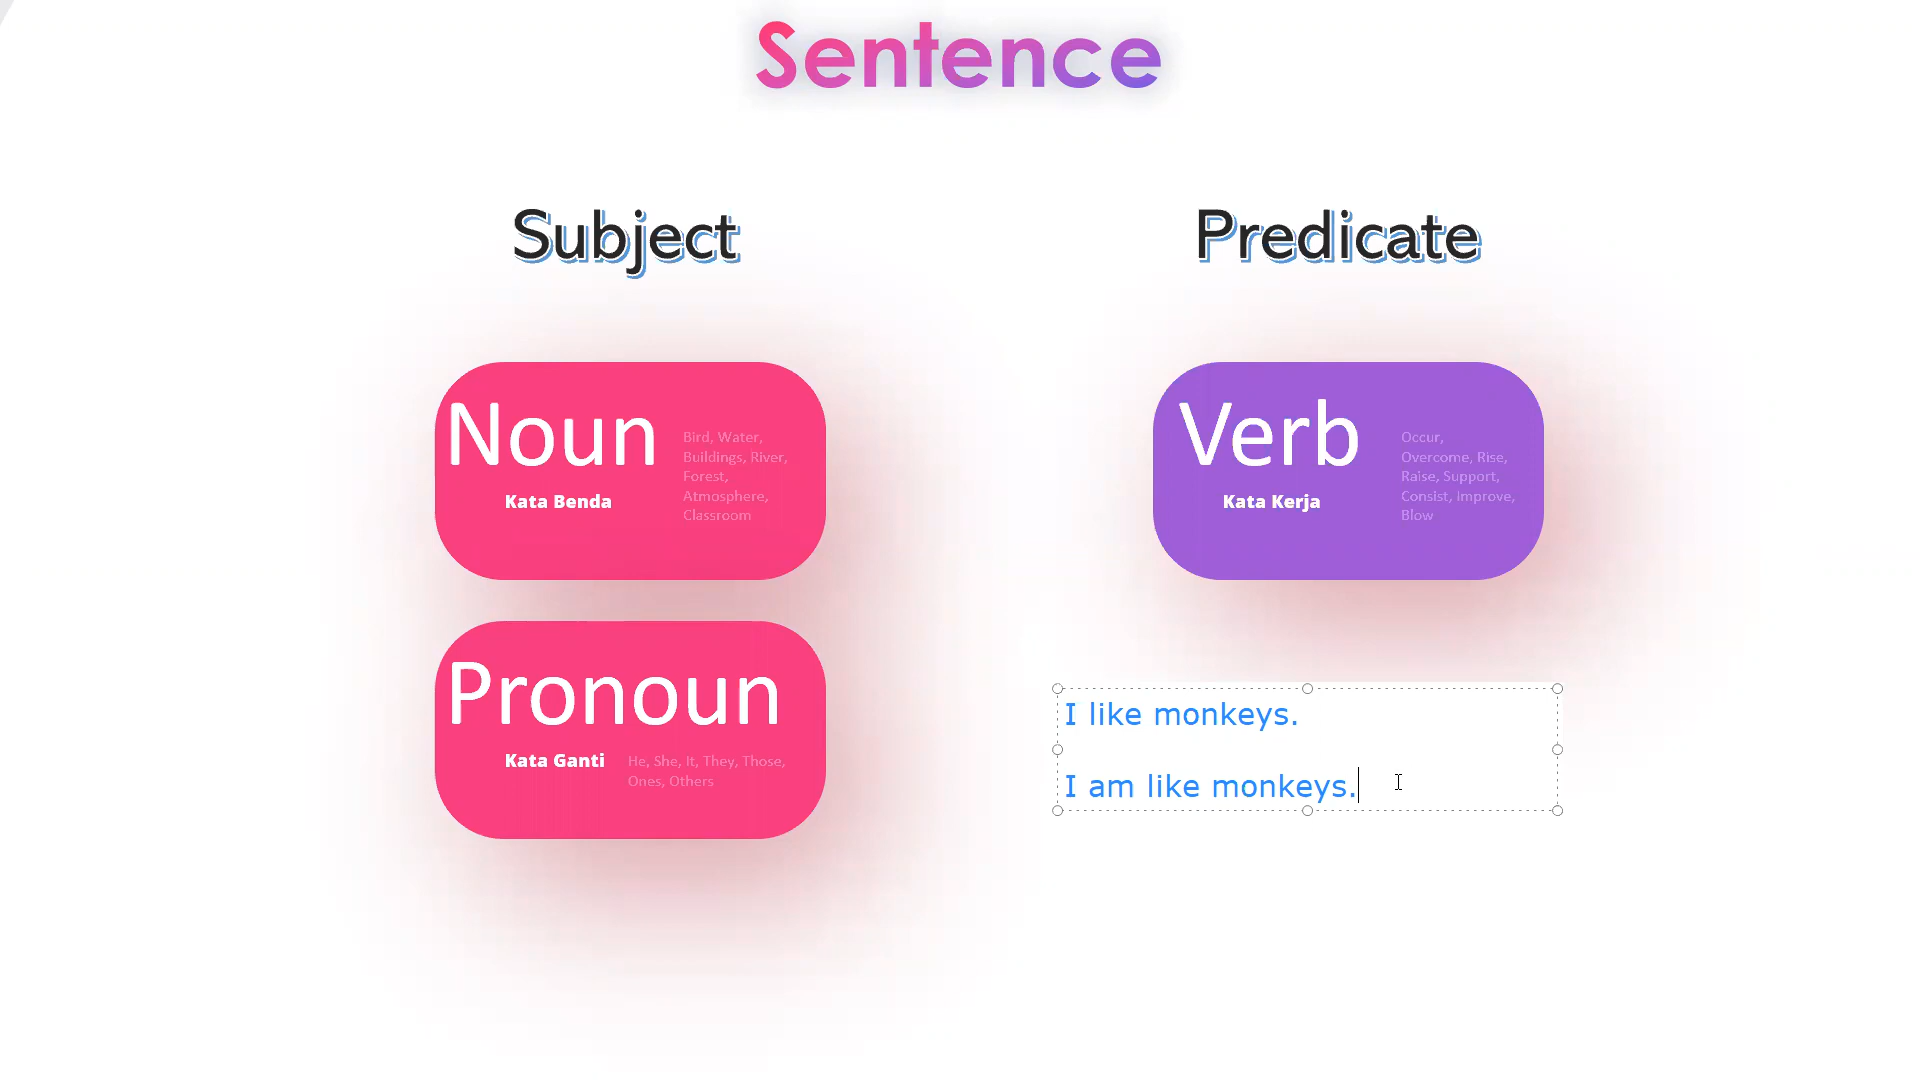 Sentence
Subject
Predicate
Noun
Kata Benda
Bird, Water,
Buildings, River,
Forest,
Atmosphere,
Classroom
Verb
Kata Kerja
Occur,
Overcome, Rise,
Raise, Support,
Consist, improve,
Blow
Pronoun
Kata Ganti
He, She, It, They, Those,
Ones, Others
I like monkeys.
I am like monkeys.